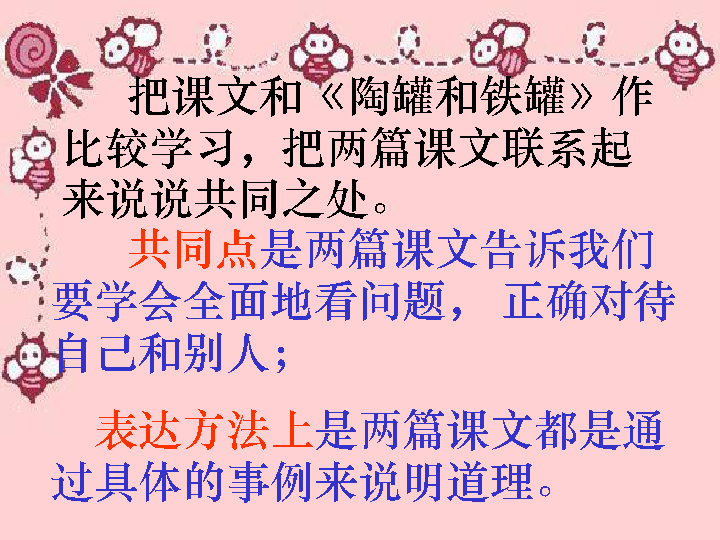 把课文和《陶罐和铁罐》作
比较学习，把两篇课文联系起
来说说共同之处。
共同点是两篇课文告诉我们
要学会全面地看问题， 正确对待
自己和别人；
表达方法上是两篇课文都是通
过具体的事例来说明道理。